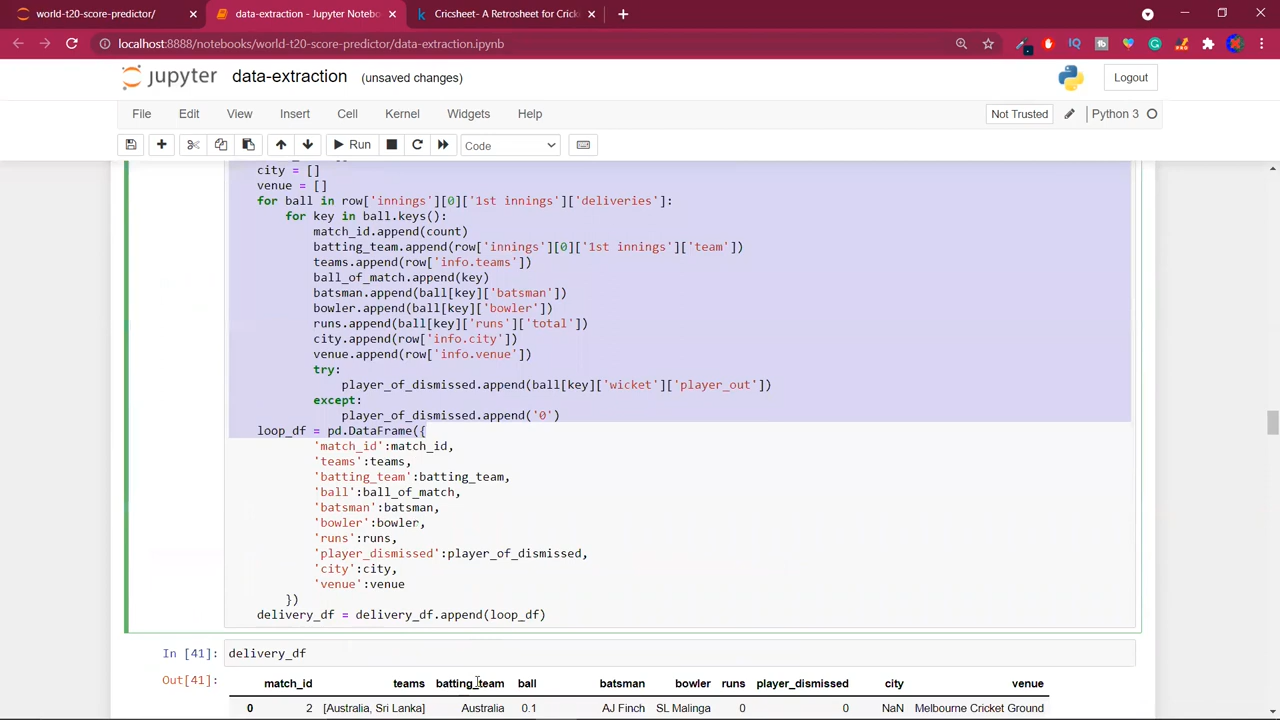 world-t20-score-predictor/
data-extraction - Jupyter Notebo
Cricsheet- A Retrosheet for Crick
localhost:8888/notebooks/world-t20-score-predictor/data-extraction.ipynb
jupyter data-extraction (unsaved changes)
Logout
File Edit View Insert Cell Kernel Widgets Help
Not Trusted Python 3
Run Code
city = []
venue = []
for ball in row['innings'][0]['1st innings']['deliveries']:
for key in ball.keys():
match_id.append(count)
batting_team.append(row['innings'][0]['1st innings']['team'])
teams.append(row['info.teams'])
ball_of_match.append(key)
batsman.append(ball[key]['batsman'])
bowler.append(ball[key]['bowler'])
runs.append(ball[key]['runs']['total'])
city.append(row['info.city'])
venue.append(row['info.venue'])
try:
player_of_dismissed.append(ball[key]['wicket']['player_out'])
except:
player_of_dismissed.append('0')
loop_df = pd.DataFrame({
'match_id':match_id,
'teams':teams,
'batting_team':batting_team,
'ball':ball_of_match,
'batsman':batsman,
'bowler':bowler,
'runs':runs,
'player_dismissed':player_of_dismissed,
'city':city,
'venue':venue
})
delivery_df = delivery_df.append(loop_df)
In [41]: delivery_df
Out[41]: match_id teams batting_team ball batsman bowler runs player_dismissed city venue
0 2 [Australia, Sri Lanka] Australia 0.1 AJ Finch SL Malinga 0 0 NaN Melbourne Cricket Ground